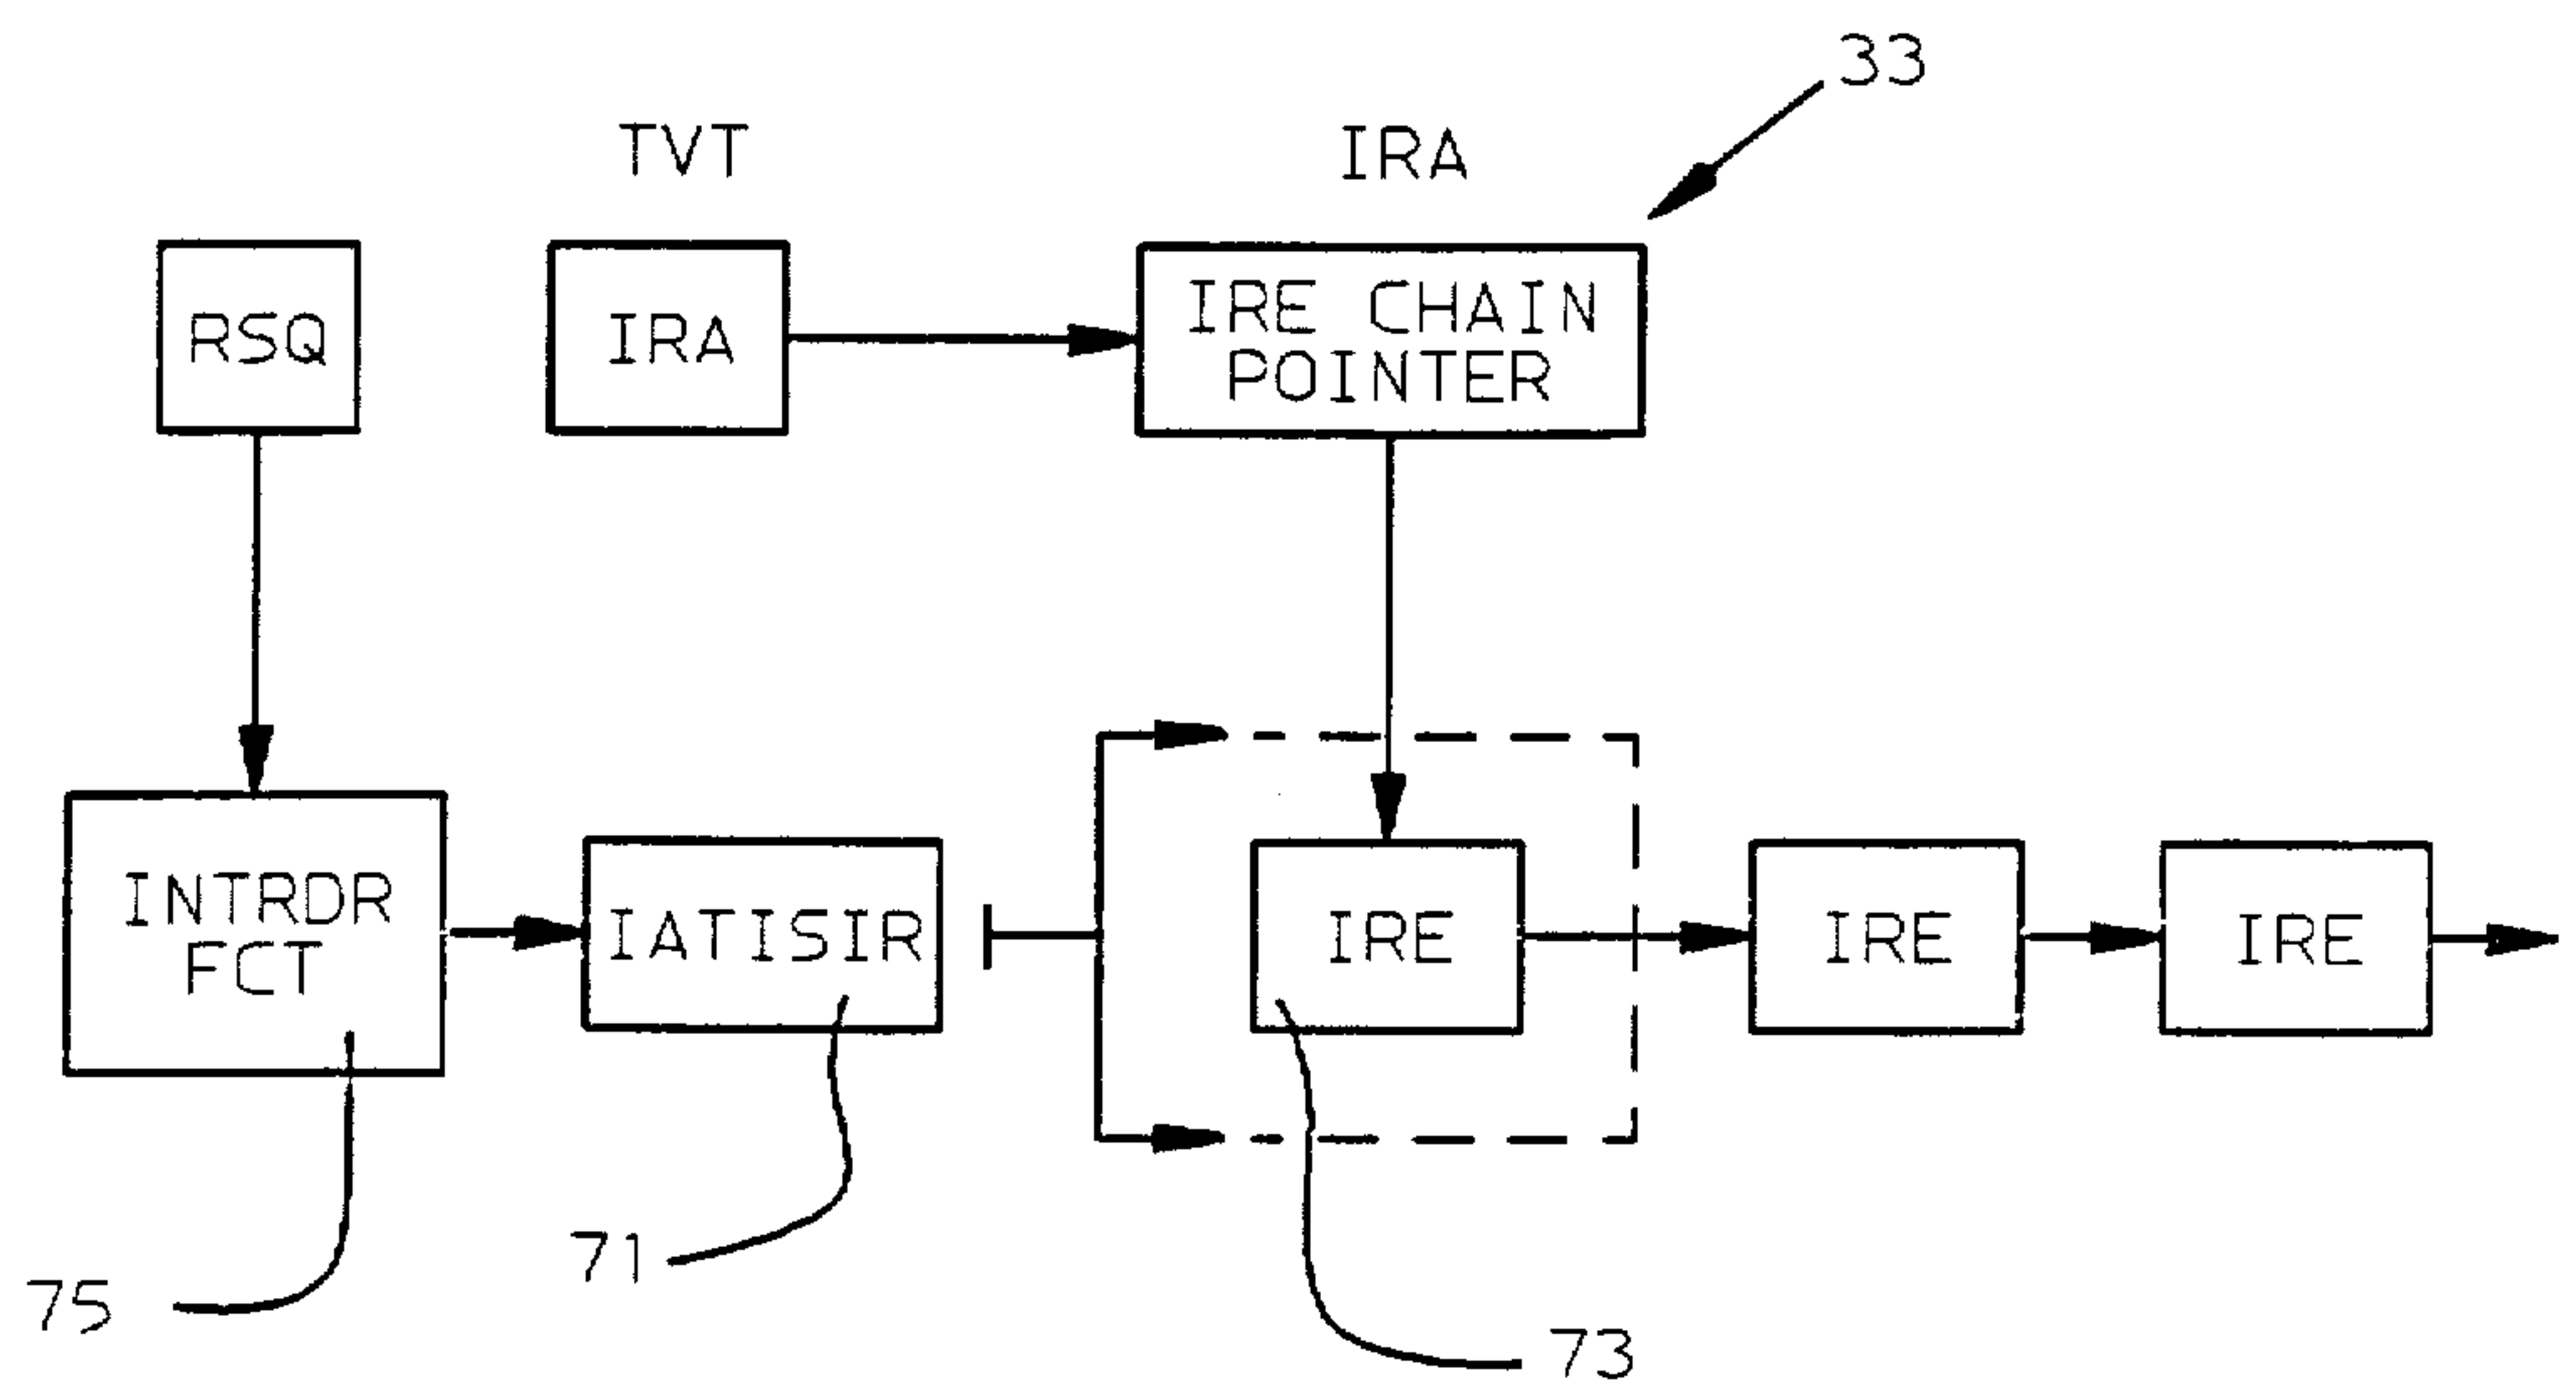 33
TVT
IRA
RSQ
IRA
IRE CHAIN
POINTER
INTRDR
FCT
IATISIR
IRE
IRE
IRE
71
75
73